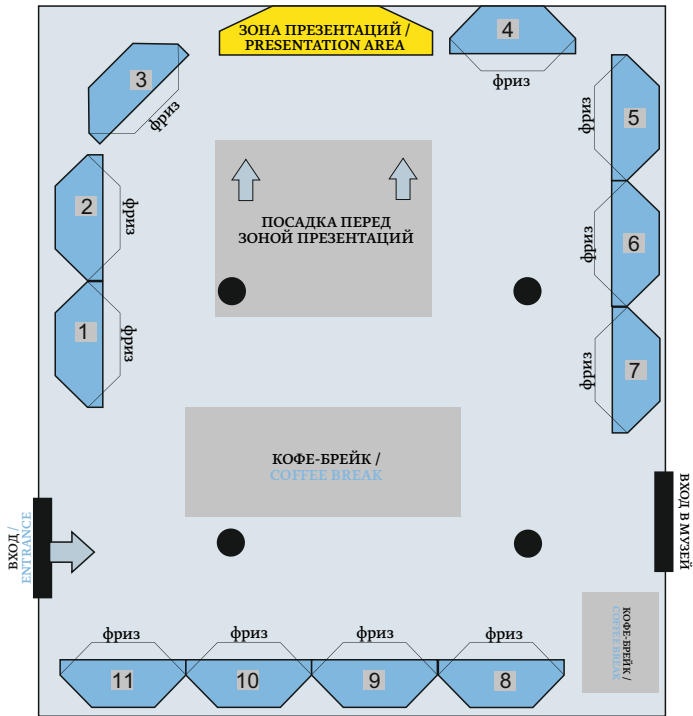 ЗОНА ПРЕЗЕНТАЦИЙ /
PRESENTATION AREA
4
фриз
3
фриз
5
фриз
2
фриз
ПОСАДКА ПЕРЕД
ЗОНОЙ ПРЕЗЕНТАЦИЙ
6
фриз
1
фриз
7
фриз
КОФЕ-БРЕЙК /
COFFEE BREAK
ВХОД /
ENTRANCE
ВХОД В МУЗЕЙ
КОФЕ-БРЕЙК /
COFFEE BREAK
фриз
фриз
фриз
фриз
11
10
9
8